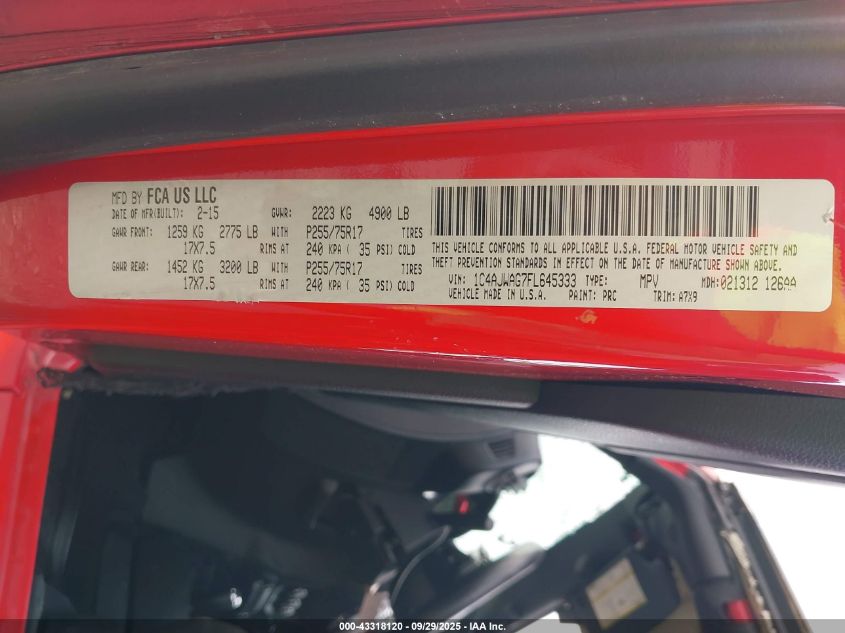 MFD BY FCA US LLC
DATE OF MFR(BUILT): 2-15 GVWR: 2223 KG 4900 LB
GAWR FRONT: 1259 KG 2775 LB WITH P255/75R17 TIRES
17X7.5 RIMS AT 240 KPA ( 35 PSI) COLD
GAWR REAR: 1452 KG 3200 LB WITH P255/75R17 TIRES
17X7.5 RIMS AT 240 KPA ( 35 PSI) COLD
THIS VEHICLE CONFORMS TO ALL APPLICABLE U.S.A. FEDERAL MOTOR VEHICLE SAFETY AND
THEFT PREVENTION STANDARDS IN EFFECT ON THE DATE OF MANUFACTURE SHOWN ABOVE.
VIN: 1C4AJWAG7FL645333 TYPE: MPV MDH: 021312 126AA
VEHICLE MADE IN U.S.A. PAINT: PRC TRIM: A7X9
000-43318120 - 09/29/2025 - IAA Inc.